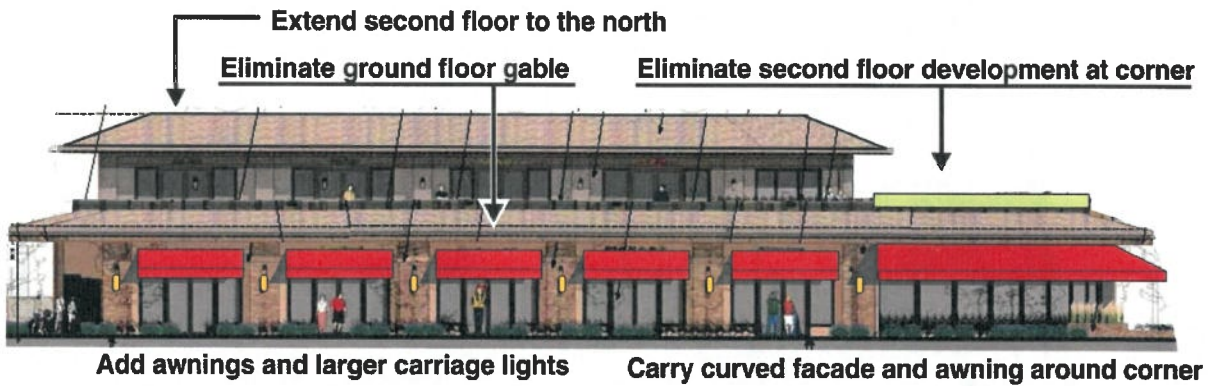 Extend second floor to the north
Eliminate ground floor gable
Eliminate second floor development at corner
Add awnings and larger carriage lights
Carry curved facade and awning around corner